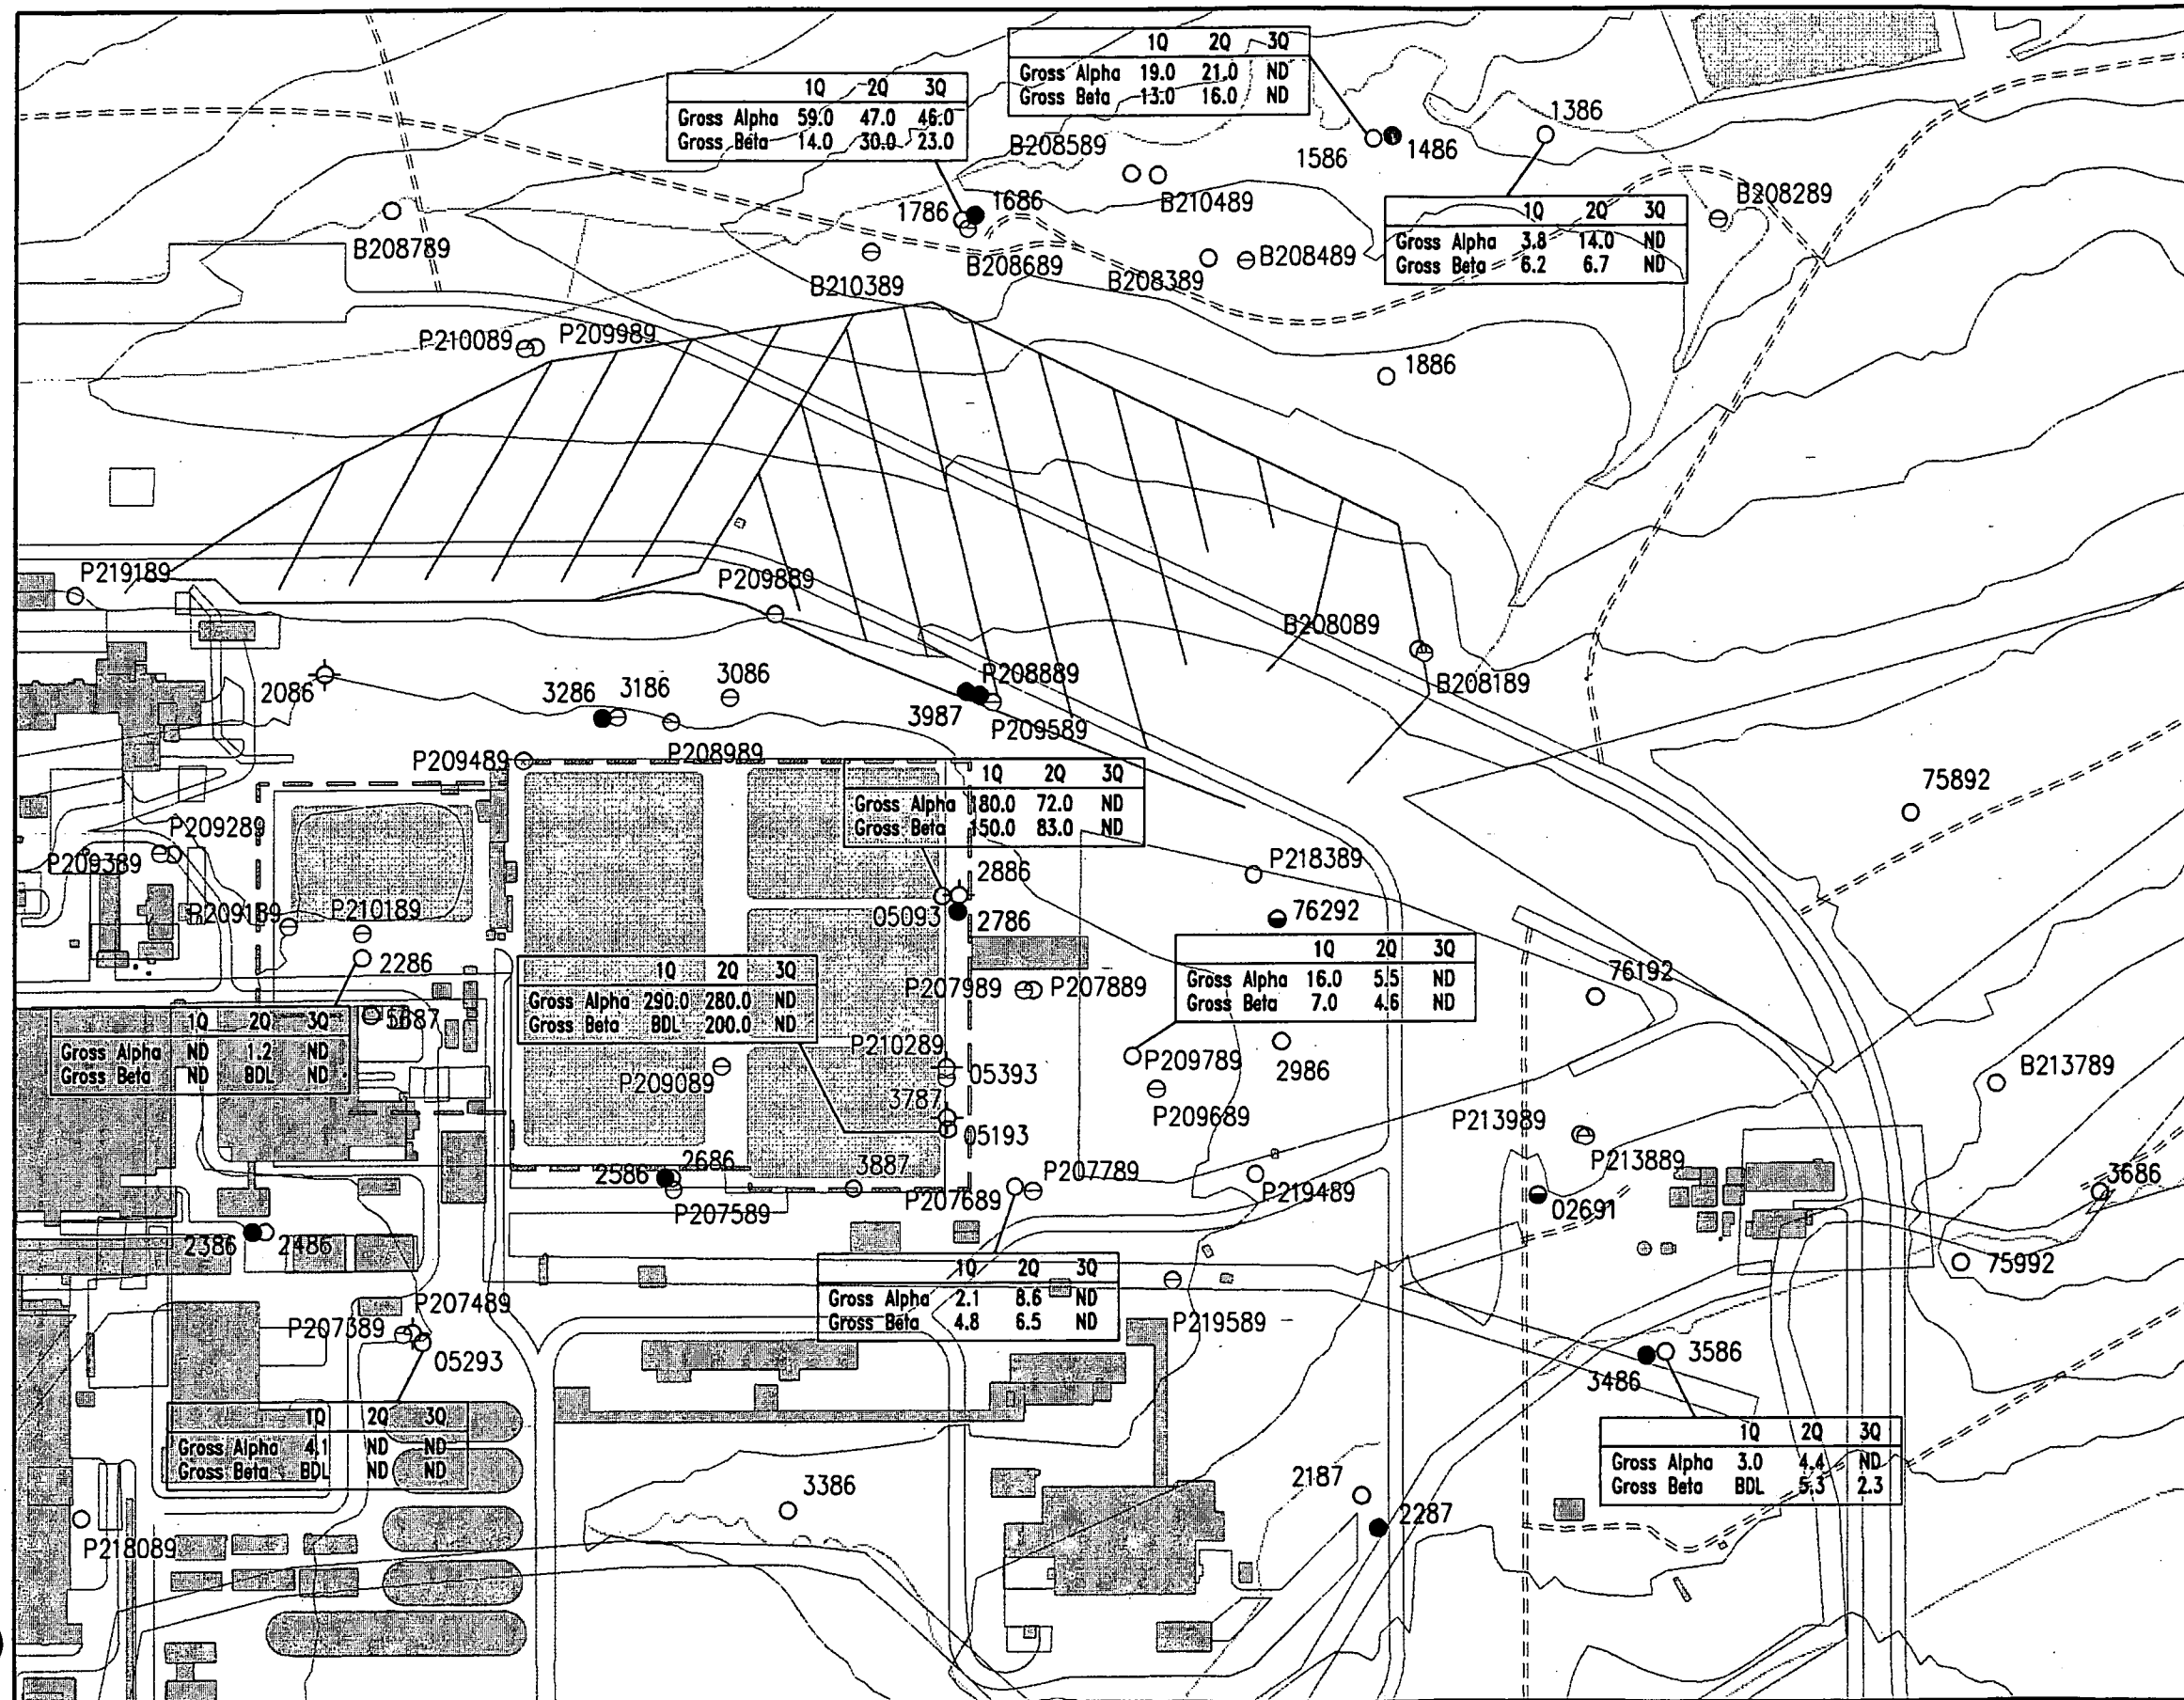 1Q 2Q 3Q
Gross Alpha 19.0 21.0 ND
Gross Beta 13.0 16.0 ND
1Q 2Q 3Q
Gross Alpha 59.0 47.0 46.0
Gross Beta 14.0 30.0 23.0
1386
B208589
1586
1486
B208289
1786
1686
B210489
1Q 2Q 3Q
Gross Alpha 3.8 14.0 ND
Gross Beta 6.2 6.7 ND
B208789
B208689
B208489
B210389
B208389
P210089
P209989
1886
P219189
P209889
B208089
2086
3286
3186
3086
P208889
B208189
3987
P209589
P209489
P208989
1Q 2Q 3Q
Gross Alpha 180.0 72.0 ND
Gross Beta 150.0 83.0 ND
75892
P209289
P209389
P218389
2886
P209189
P210189
05093
2786
76292
2286
1Q 2Q 3Q
Gross Alpha 16.0 5.5 ND
Gross Beta 7.0 4.6 ND
76192
1Q 2Q 3Q
Gross Alpha 290.0 280.0 ND
Gross Beta BDL 200.0 ND
P207989
P207889
5687
1Q 2Q 3Q
Gross Alpha ND 1.2 ND
Gross Beta ND BDL ND
P210289
P209789
2986
B213789
P209089
05393
3787
P209689
P213989
05193
P213889
2586
2686
3887
P207789
P219489
3686
P207689
P207589
02691
2386
2486
75992
1Q 2Q 3Q
Gross Alpha 2.1 8.6 ND
Gross Beta 4.8 6.5 ND
P207489
P207389
P219589
05293
3586
3486
1Q 2Q 3Q
Gross Alpha 4.1 ND ND
Gross Beta BDL ND ND
1Q 2Q 3Q
Gross Alpha 3.0 4.4 ND
Gross Beta BDL 5.3 2.3
3386
2187
2287
P218089